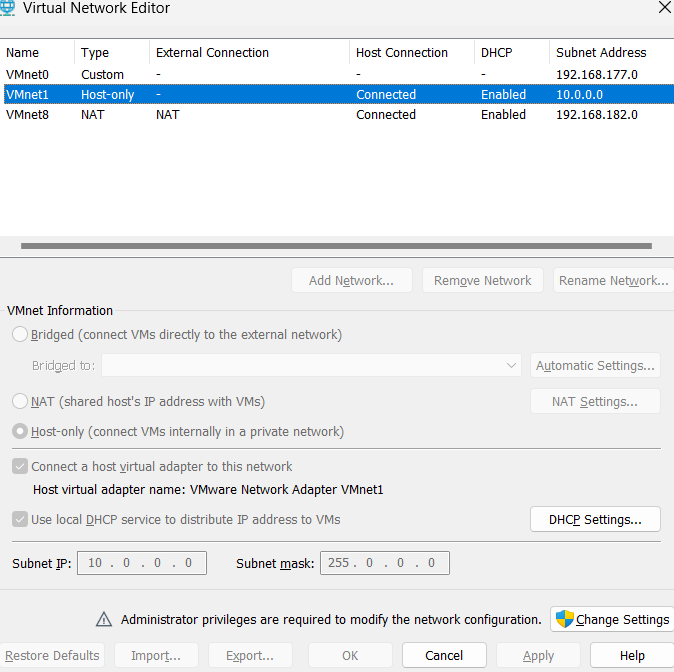 Virtual Network Editor
Name Type External Connection Host Connection DHCP Subnet Address
VMnet0 Custom - - - 192.168.177.0
VMnet1 Host-only - Connected Enabled 10.0.0.0
VMnet8 NAT NAT Connected Enabled 192.168.182.0
Add Network... Remove Network Rename Network...
VMnet Information
Bridged (connect VMs directly to the external network)
Bridged to: Automatic Settings...
NAT (shared host's IP address with VMs) NAT Settings...
Host-only (connect VMs internally in a private network)
Connect a host virtual adapter to this network
Host virtual adapter name: VMware Network Adapter VMnet1
Use local DHCP service to distribute IP address to VMs DHCP Settings...
Subnet IP: 10 . 0 . 0 . 0 Subnet mask: 255 . 0 . 0 . 0
Administrator privileges are required to modify the network configuration. Change Settings
Restore Defaults Import... Export... OK Cancel Apply Help